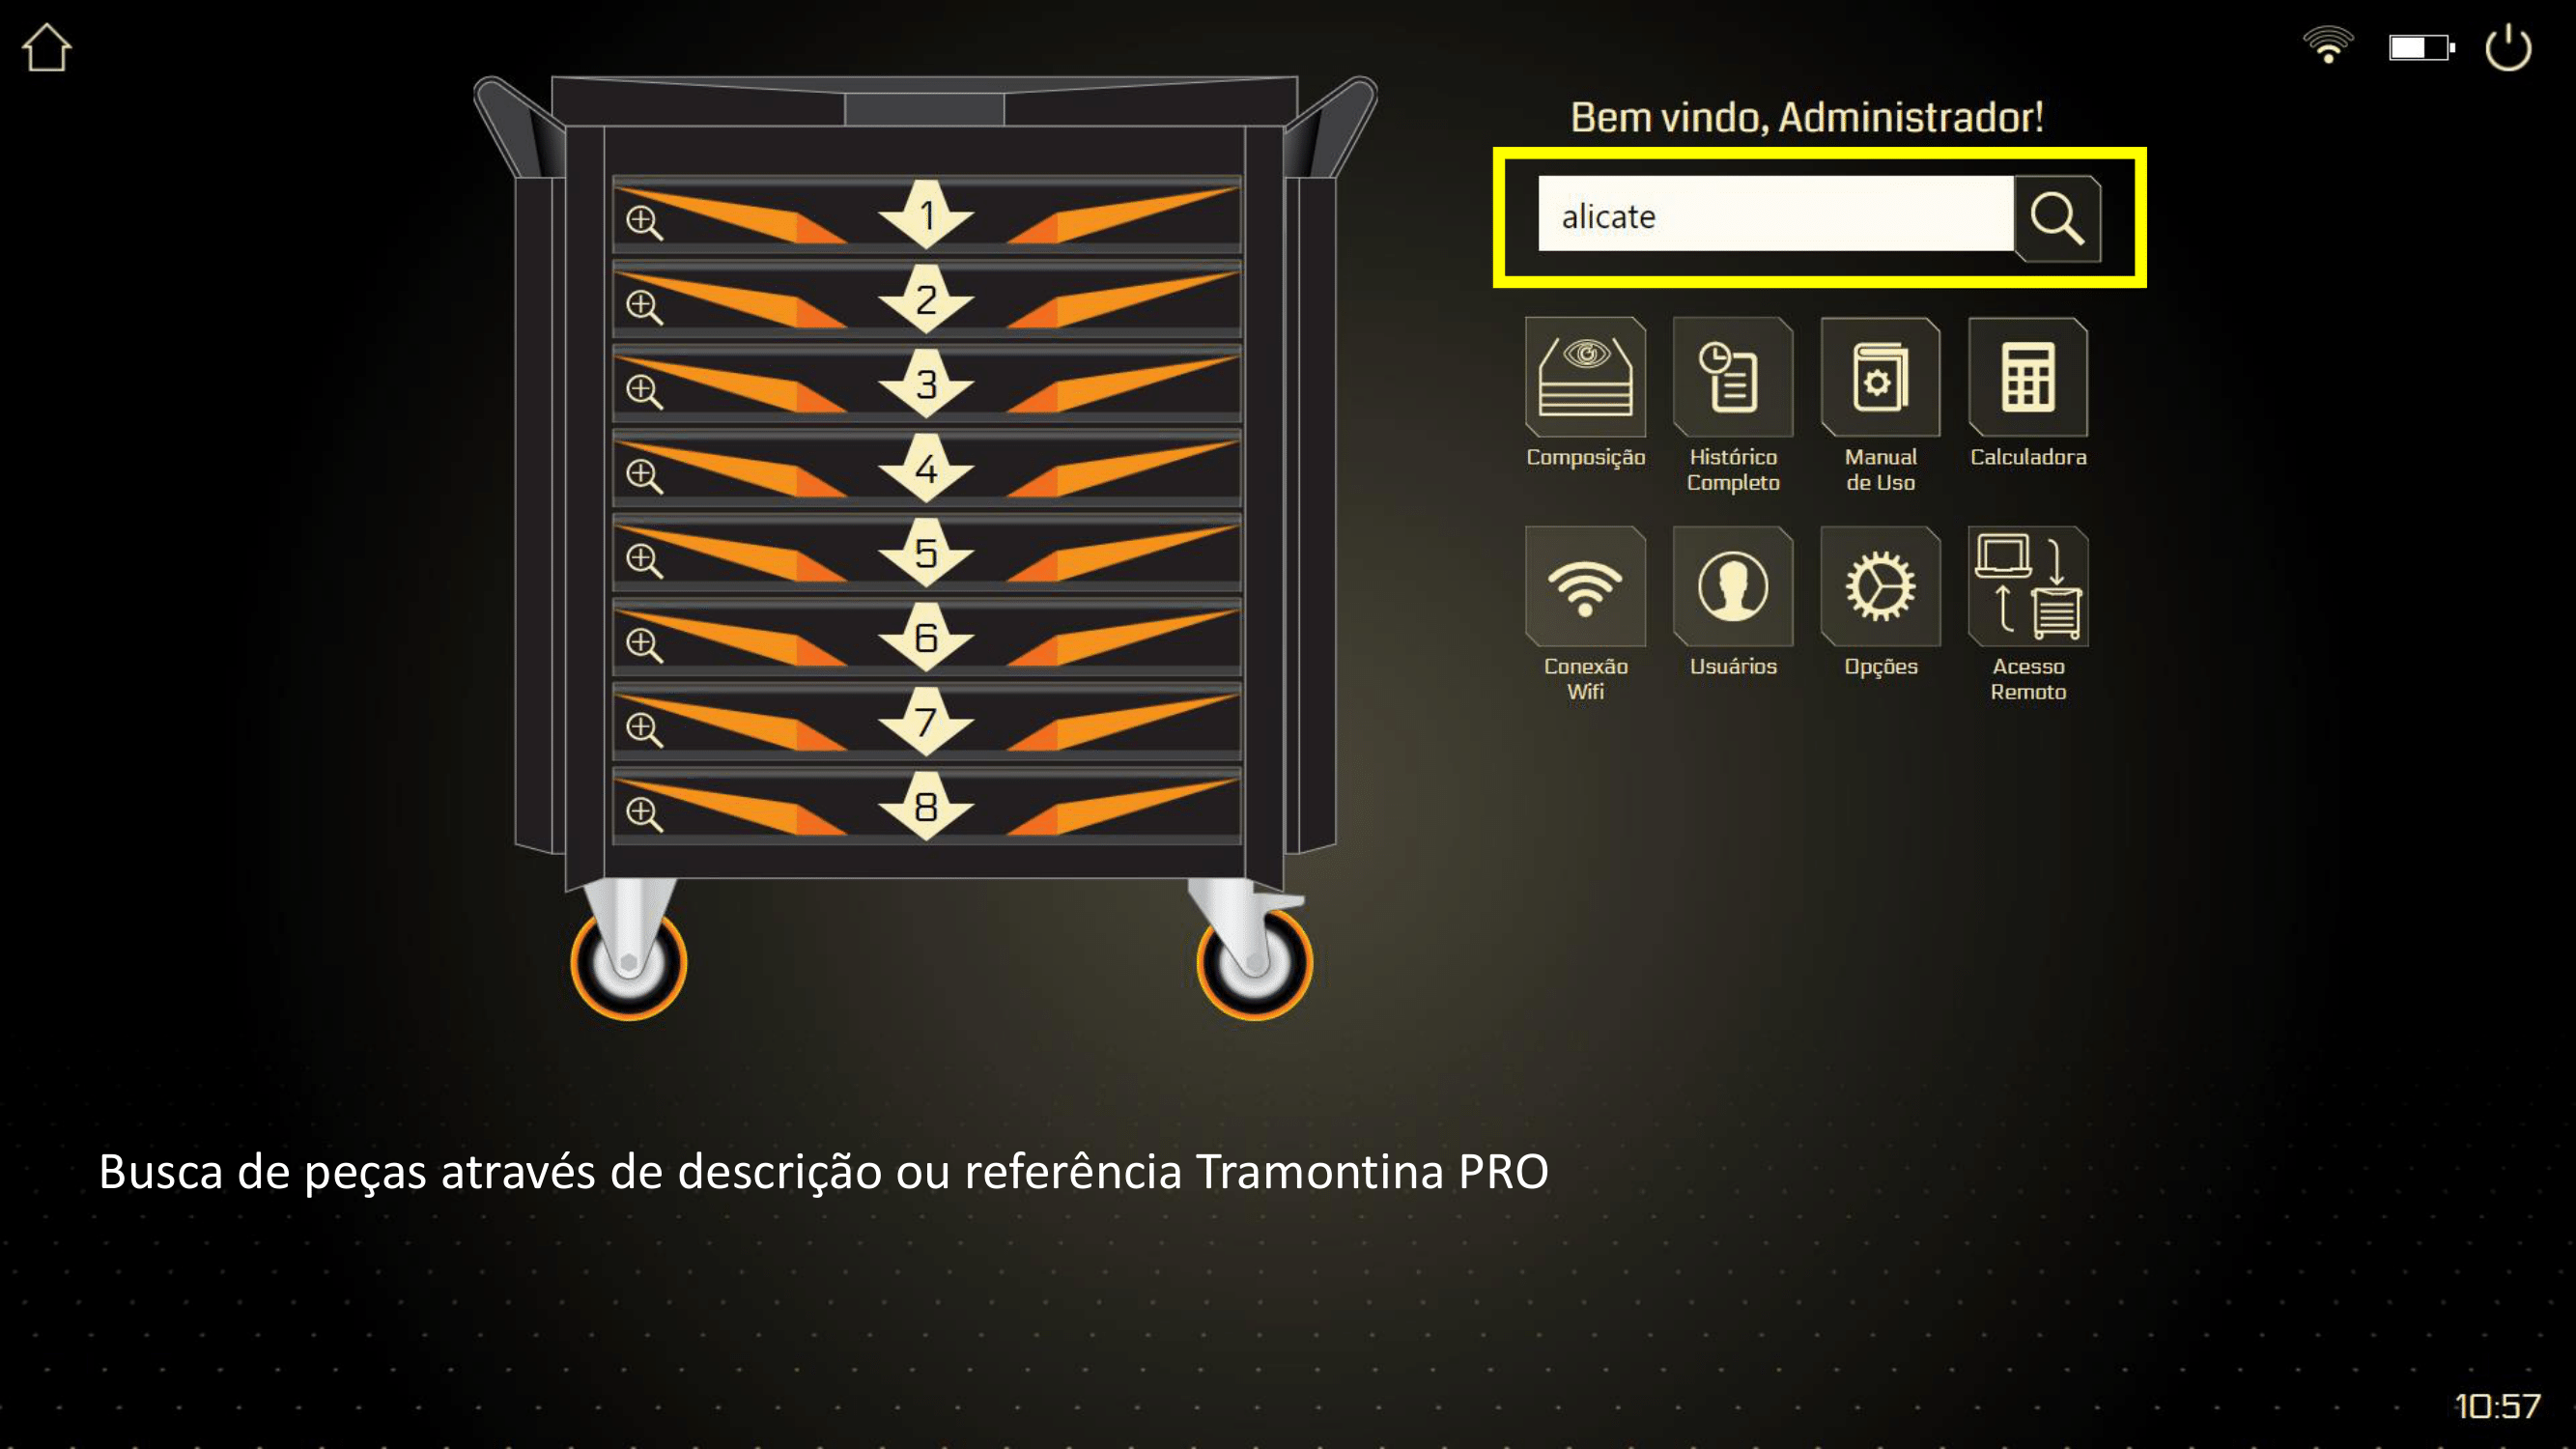 Bem vindo, Administrador!
alicate
1
2
3
4
5
6
7
8
Composição
Histórico
Completo
Manual
de Uso
Calculadora
Conexão
Wifi
Usuários
Opções
Acesso
Remoto
Busca de peças através de descrição ou referência Tramontina PRO
10:57